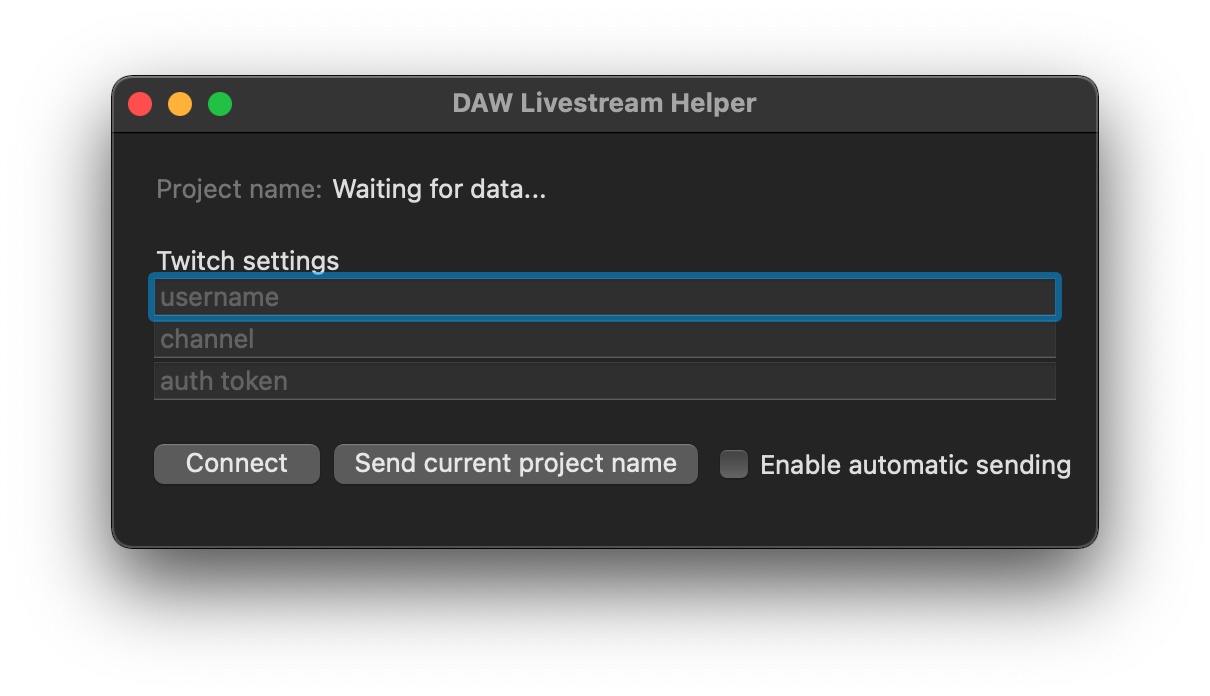 DAW Livestream Helper
Project name: Waiting for data...
Twitch settings
username
channel
auth token
Connect Send current project name Enable automatic sending